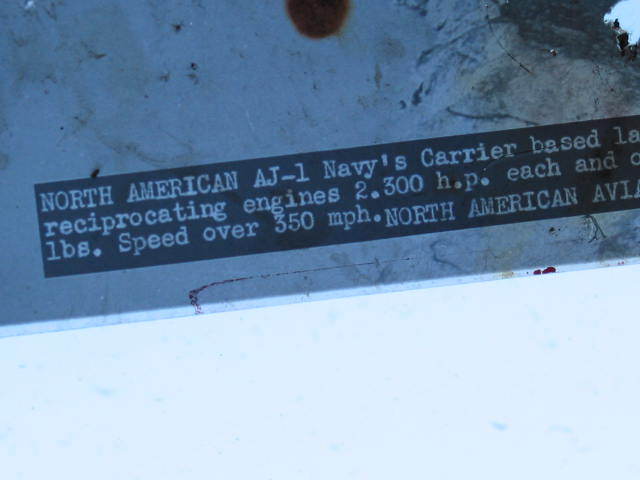 NORTH AMERICAN AJ-1 Navy's Carrier based
reciprocating engines 2.300 h.p. each and
lbs. Speed over 350 mph. NORTH AMERICAN